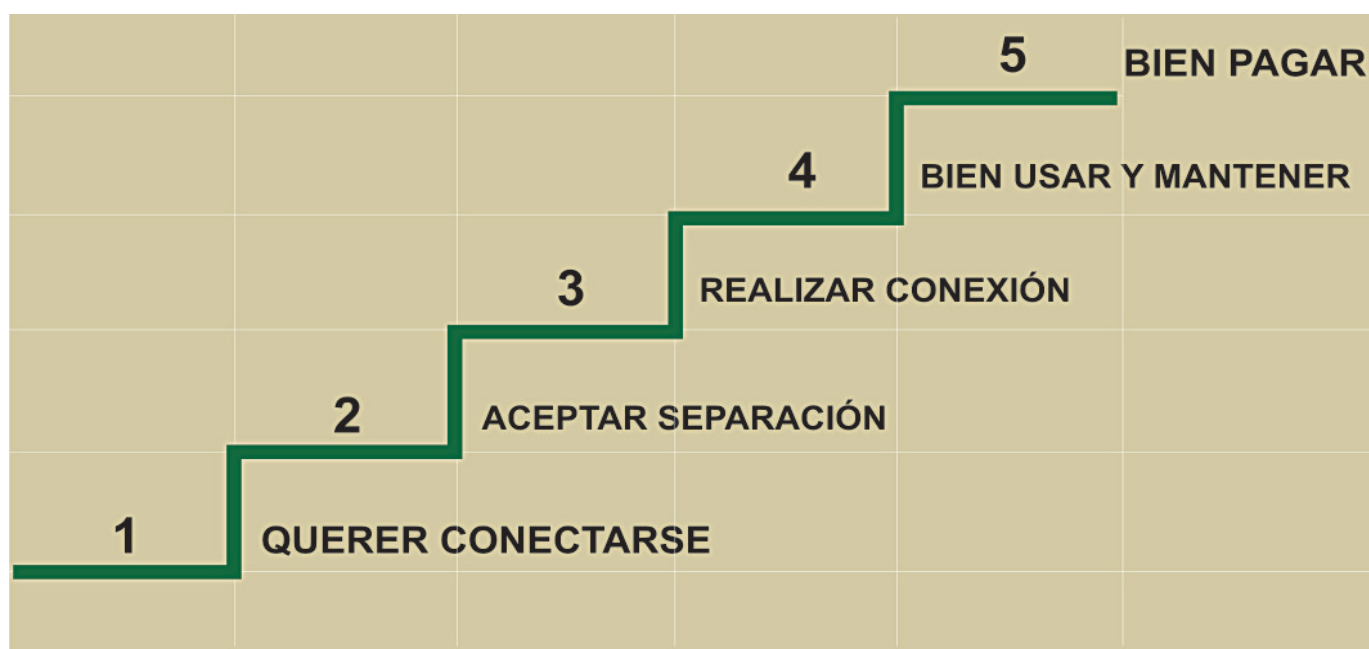 5 BIEN PAGAR
4 BIEN USAR Y MANTENER
3 REALIZAR CONEXIÓN
2 ACEPTAR SEPARACIÓN
1 QUERER CONECTARSE